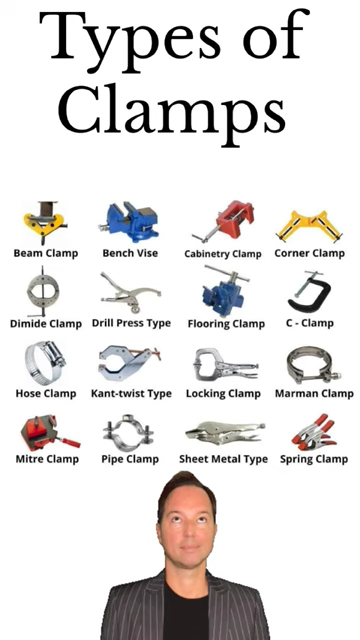 Types of
Clamps
Beam Clamp Bench Vise Cabinetry Clamp Corner Clamp
Dimide Clamp Drill Press Type Flooring Clamp C - Clamp
Hose Clamp Kant-twist Type Locking Clamp Marman Clamp
Mitre Clamp Pipe Clamp Sheet Metal Type Spring Clamp